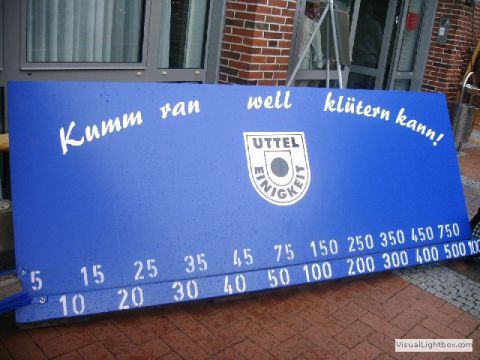 Kumm ran well klütern kann!
UTTEL
EINIGKEIT
5 15 25 35 45 75 150 250 350 450 750
10 20 30 40 50 100 200 300 400 500
VisualLightbox.com